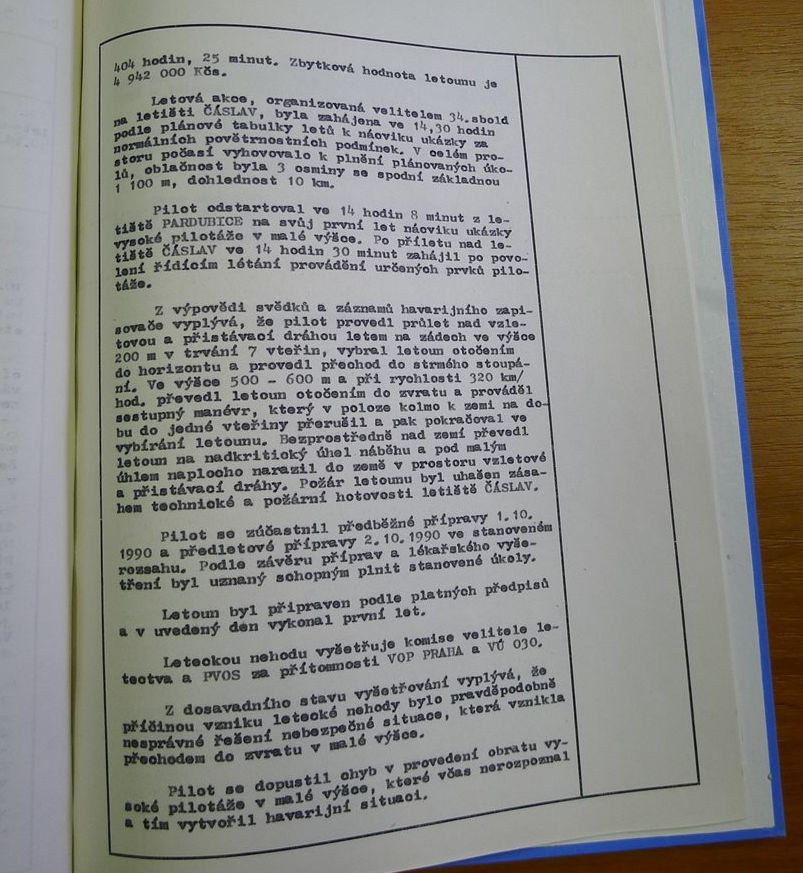 404 hodin, 25 minut. Zbytková hodnota letounu je
4 942 000 Kčs.
Letová akce, organizovaná velitelem 34.sbold
na letišti ČÁSLAV, byla zahájena ve 14,30 hodin
podle plánové tabulky letů k nácviku ukázky za
normálních povětrnostních podmínek. V celém pro-
storu počasí vyhovovalo k plnění plánovaných úko-
lů, oblačnost byla 3 osminy se spodní základnou
1 100 m, dohlednost 10 km.
Pilot odstartoval ve 14 hodin 8 minut z le-
tiště PARDUBICE na svůj první let nácviku ukázky
vysoké pilotáže v malé výšce. Po příletu nad le-
tiště ČÁSLAV ve 14 hodin 30 minut zahájil po povo-
lení řídícím létání provádění určených prvků pilo-
táže.
Z výpovědi svědků a záznamů havarijního zapi-
sovače vyplývá, že pilot provedl průlet nad vzle-
tovou a přistávací dráhou letem na zádech ve výšce
200 m v trvání 7 vteřin, vybral letoun otočením
do horizontu a provedl přechod do strmého stoupá-
ní. Ve výšce 500 - 600 m a při rychlosti 320 km/
hod. převedl letoun otočením do zvratu a prováděl
sestupný manévr, který v poloze kolmo k zemi na do-
bu do jedné vteřiny přerušil a pak pokračoval ve
vybírání letounu. Bezprostředně nad zemí převedl
letoun na nadkritický úhel náběhu a pod malým
úhlem naplocho narazil do země v prostoru vzletové
a přistávací dráhy. Požár letounu byl uhašen zása-
hem technické a požární hotovosti letiště ČÁSLAV.
Pilot se zúčastnil předběžné přípravy 1.10.
1990 a předletové přípravy 2.10.1990 ve stanoveném
rozsahu. Podle závěru příprav a lékařského vyše-
tření byl uznaný schopným plnit stanovené úkoly.
Letoun byl připraven podle platných předpisů
a v uvedený den vykonal první let.
Leteckou nehodu vyšetřuje komise velitele le-
tectva a PVOS za přítomnosti VOP PRAHA a VÚ 030.
Z dosavadního stavu vyšetřování vyplývá, že
příčinou vzniku letecké nehody bylo pravděpodobně
nesprávné řešení nebezpečné situace, která vznikla
přechodem do zvratu v malé výšce.
Pilot se dopustil chyb v provedení obratu vy-
soké pilotáže v malé výšce, které včas nerozpoznal
a tím vytvořil havarijní situaci.